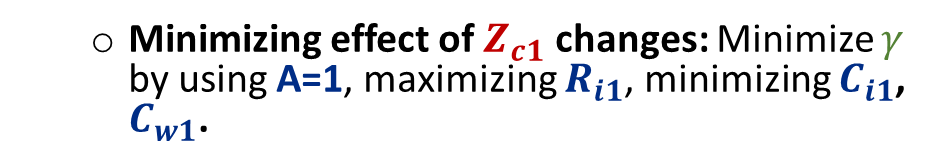 ○ Minimizing effect of Z_c1 changes: Minimize γ
by using A=1, maximizing R_i1, minimizing C_i1,
C_w1.